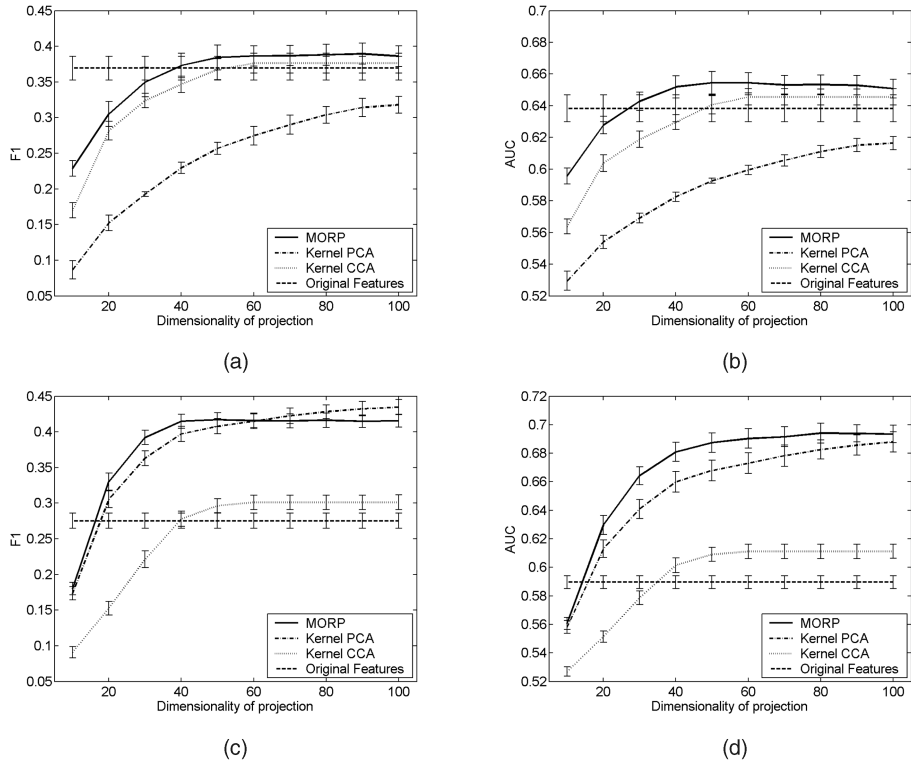 0.45
0.4
0.35
0.3
0.25
0.2
0.15
0.1
0.05
F1
MORP
Kernel PCA
Kernel CCA
Original Features
20 40 60 80 100
Dimensionality of projection
(a)
0.7
0.68
0.66
0.64
0.62
0.6
0.58
0.56
0.54
0.52
AUC
MORP
Kernel PCA
Kernel CCA
Original Features
20 40 60 80 100
Dimensionality of projection
(b)
0.45
0.4
0.35
0.3
0.25
0.2
0.15
0.1
0.05
F1
MORP
Kernel PCA
Kernel CCA
Original Features
20 40 60 80 100
Dimensionality of projection
(c)
0.72
0.7
0.68
0.66
0.64
0.62
0.6
0.58
0.56
0.54
0.52
AUC
MORP
Kernel PCA
Kernel CCA
Original Features
20 40 60 80 100
Dimensionality of projection
(d)